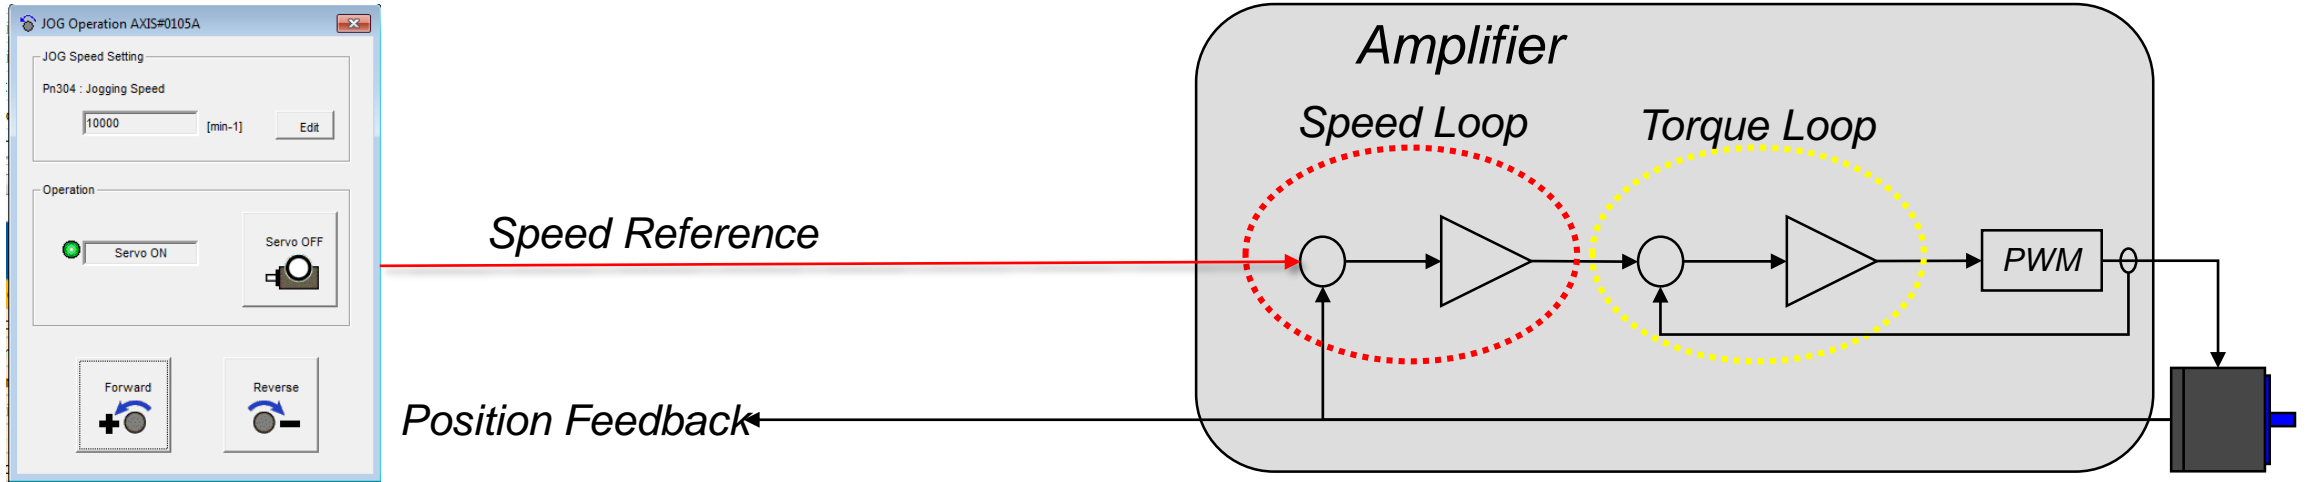 JOG Operation AXIS#0105A
JOG Speed Setting
Pn304 : Jogging Speed
10000
[min-1]
Edit
Operation
Servo ON
Servo OFF
Forward
Reverse
Speed Reference
Position Feedback
Amplifier
Speed Loop
Torque Loop
PWM